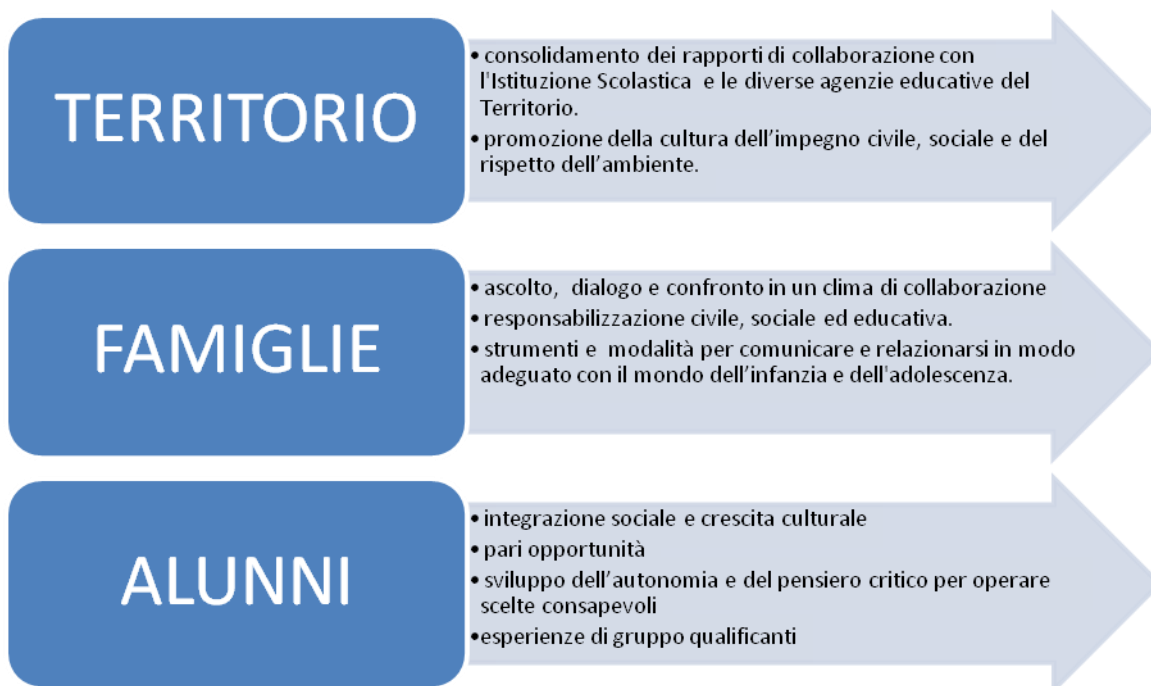 TERRITORIO
• consolidamento dei rapporti di collaborazione con
l'Istituzione Scolastica e le diverse agenzie educative del
Territorio.
• promozione della cultura dell’impegno civile, sociale e del
rispetto dell’ambiente.
FAMIGLIE
• ascolto, dialogo e confronto in un clima di collaborazione
• responsabilizzazione civile, sociale ed educativa.
• strumenti e modalità per comunicare e relazionarsi in modo
adeguato con il mondo dell’infanzia e dell'adolescenza.
ALUNNI
• integrazione sociale e crescita culturale
• pari opportunità
• sviluppo dell’autonomia e del pensiero critico per operare
scelte consapevoli
• esperienze di gruppo qualificanti